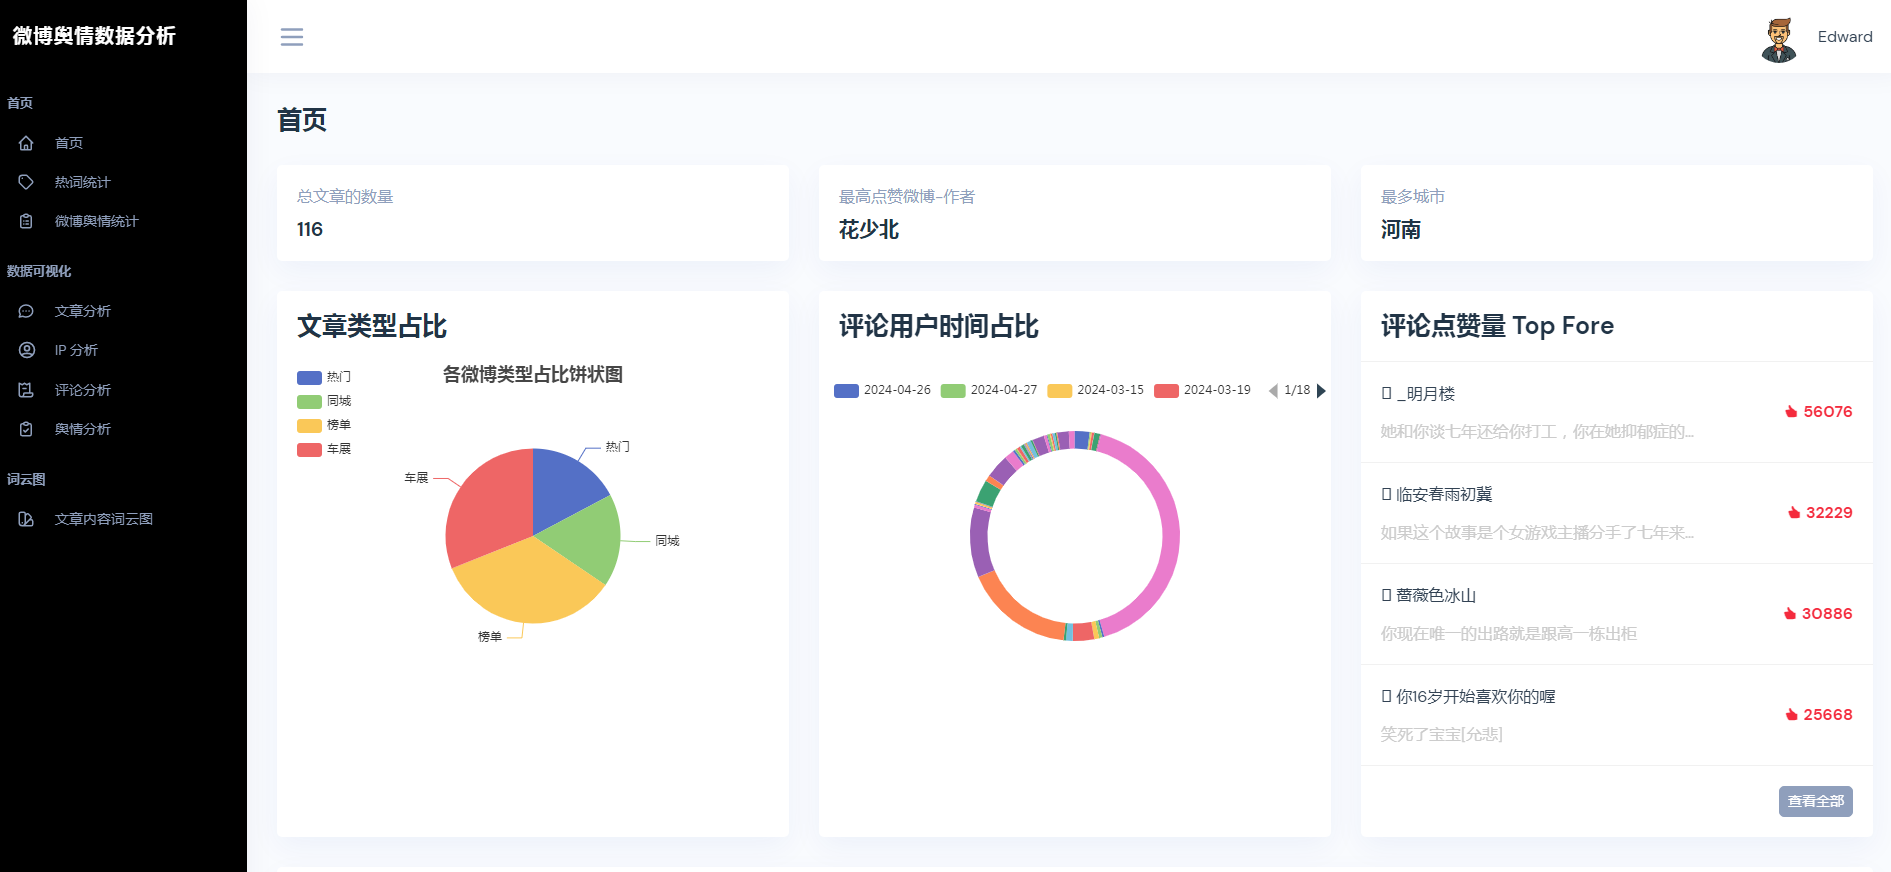 微博舆情数据分析
首页
首页
热词统计
微博舆情统计
数据可视化
文章分析
IP 分析
评论分析
舆情分析
词云图
文章内容词云图
Edward
首页
总文章的数量
116
最高点赞微博-作者
花少北
最多城市
河南
文章类型占比
各微博类型占比饼状图
热门
同城
榜单
车展
热门
车展
同城
榜单
评论用户时间占比
2024-04-26 2024-04-27 2024-03-15 2024-03-19 1/18
评论点赞量 Top Fore
_明月楼
56076
她和你谈七年还给你打工，你在她抑郁症的...
临安春雨初冀
32229
如果这个故事是个女游戏主播分手了七年来...
蔷薇色冰山
30886
你现在唯一的出路就是跟高一栋出柜
你16岁开始喜欢你的喔
25668
笑死了宝宝[允悲]
查看全部